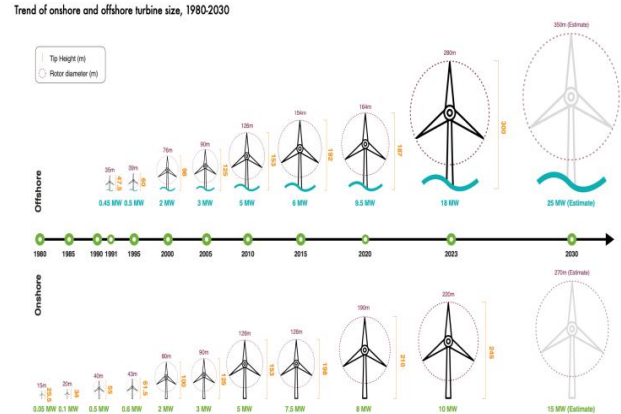 Trend of onshore and offshore turbine size, 1980-2030
Tip Height (m)
Rotor diameter (m)
Offshore
35m
47.5
0.45 MW
39m
60
0.5 MW
76m
98
2 MW
90m
125
3 MW
126m
153
5 MW
154m
192
6 MW
164m
187
9.5 MW
280m
300
18 MW
350m (Estimate)
25 MW (Estimate)
1980
1985
1990
1991
1995
2000
2005
2010
2015
2020
2023
2030
Onshore
15m
25.5
0.05 MW
20m
34
0.1 MW
40m
55
0.5 MW
43m
61.5
0.6 MW
80m
100
2 MW
90m
3 MW
126m
153
5 MW
126m
198
7.5 MW
190m
210
8 MW
220m
245
10 MW
270m (Estimate)
15 MW (Estimate)